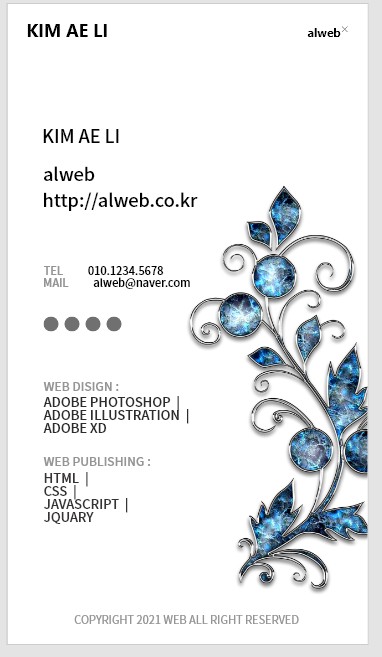 KIM AE LI
alweb×
KIM AE LI
alweb
http://alweb.co.kr
TEL 010.1234.5678
MAIL alweb@naver.com
WEB DISIGN :
ADOBE PHOTOSHOP |
ADOBE ILLUSTRATION |
ADOBE XD
WEB PUBLISHING :
HTML |
CSS |
JAVASCRIPT |
JQUARY
COPYRIGHT 2021 WEB ALL RIGHT RESERVED